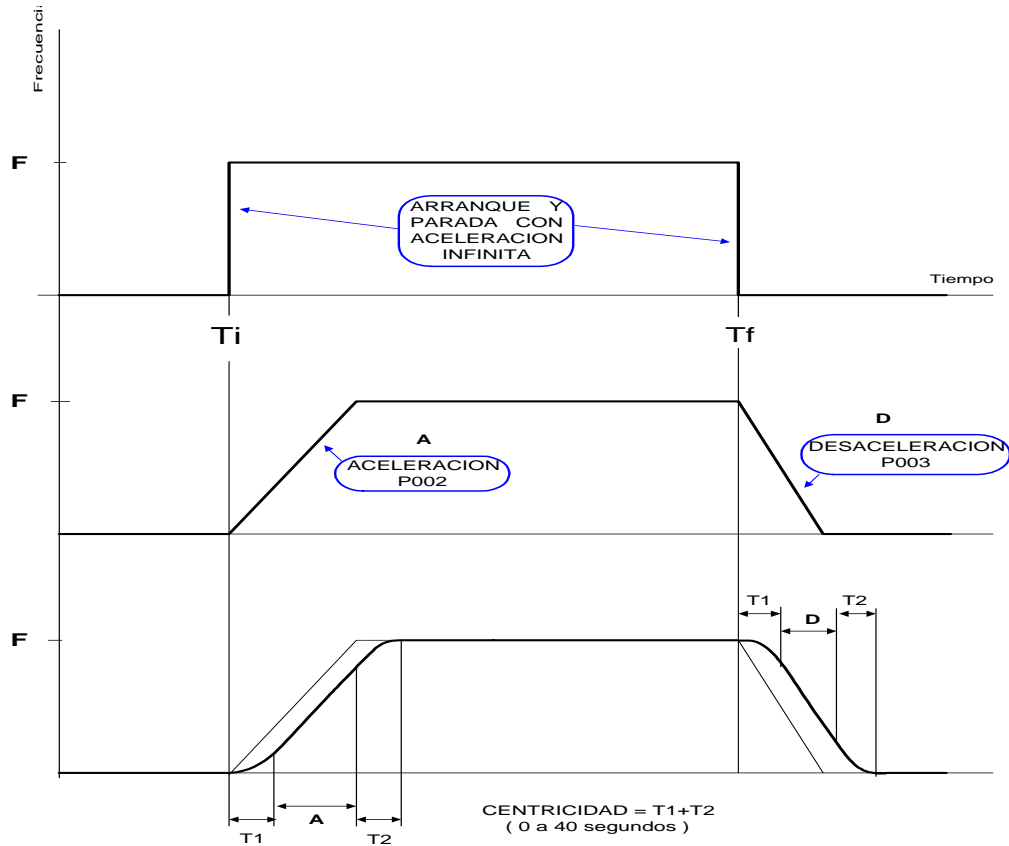 Frecuenci
F
ARRANQUE Y
PARADA CON
ACELERACION
INFINITA
Tiempo
Ti
Tf
F
A
ACELERACION
P002
D
DESACELERACION
P003
T1
D
T2
F
T1
A
T2
CENTRICIDAD = T1+T2
( 0 a 40 segundos )